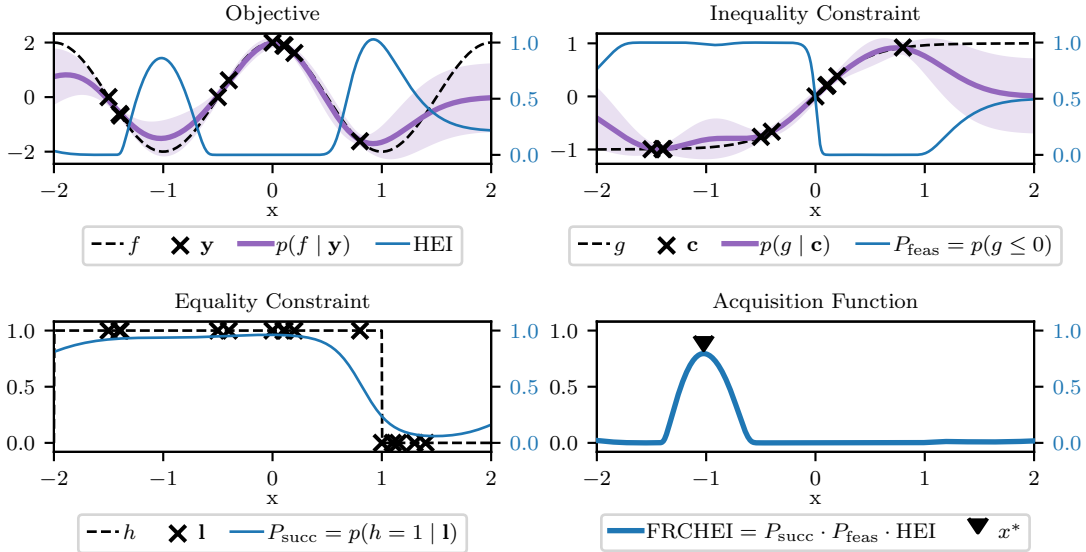 Objective
2
0
−2
1.0
0.5
0.0
−2
−1
0
1
2
x
f
y
p(f | y)
HEI
Inequality Constraint
1
0
−1
1.0
0.5
0.0
−2
−1
0
1
2
x
g
c
p(g | c)
P_feas = p(g ≤ 0)
Equality Constraint
1.0
0.5
0.0
1.0
0.5
0.0
−2
−1
0
1
2
x
h
l
P_succ = p(h = 1 | l)
Acquisition Function
1.0
0.5
0.0
1.0
0.5
0.0
−2
−1
0
1
2
x
FRCHEI = P_succ · P_feas · HEI
x*